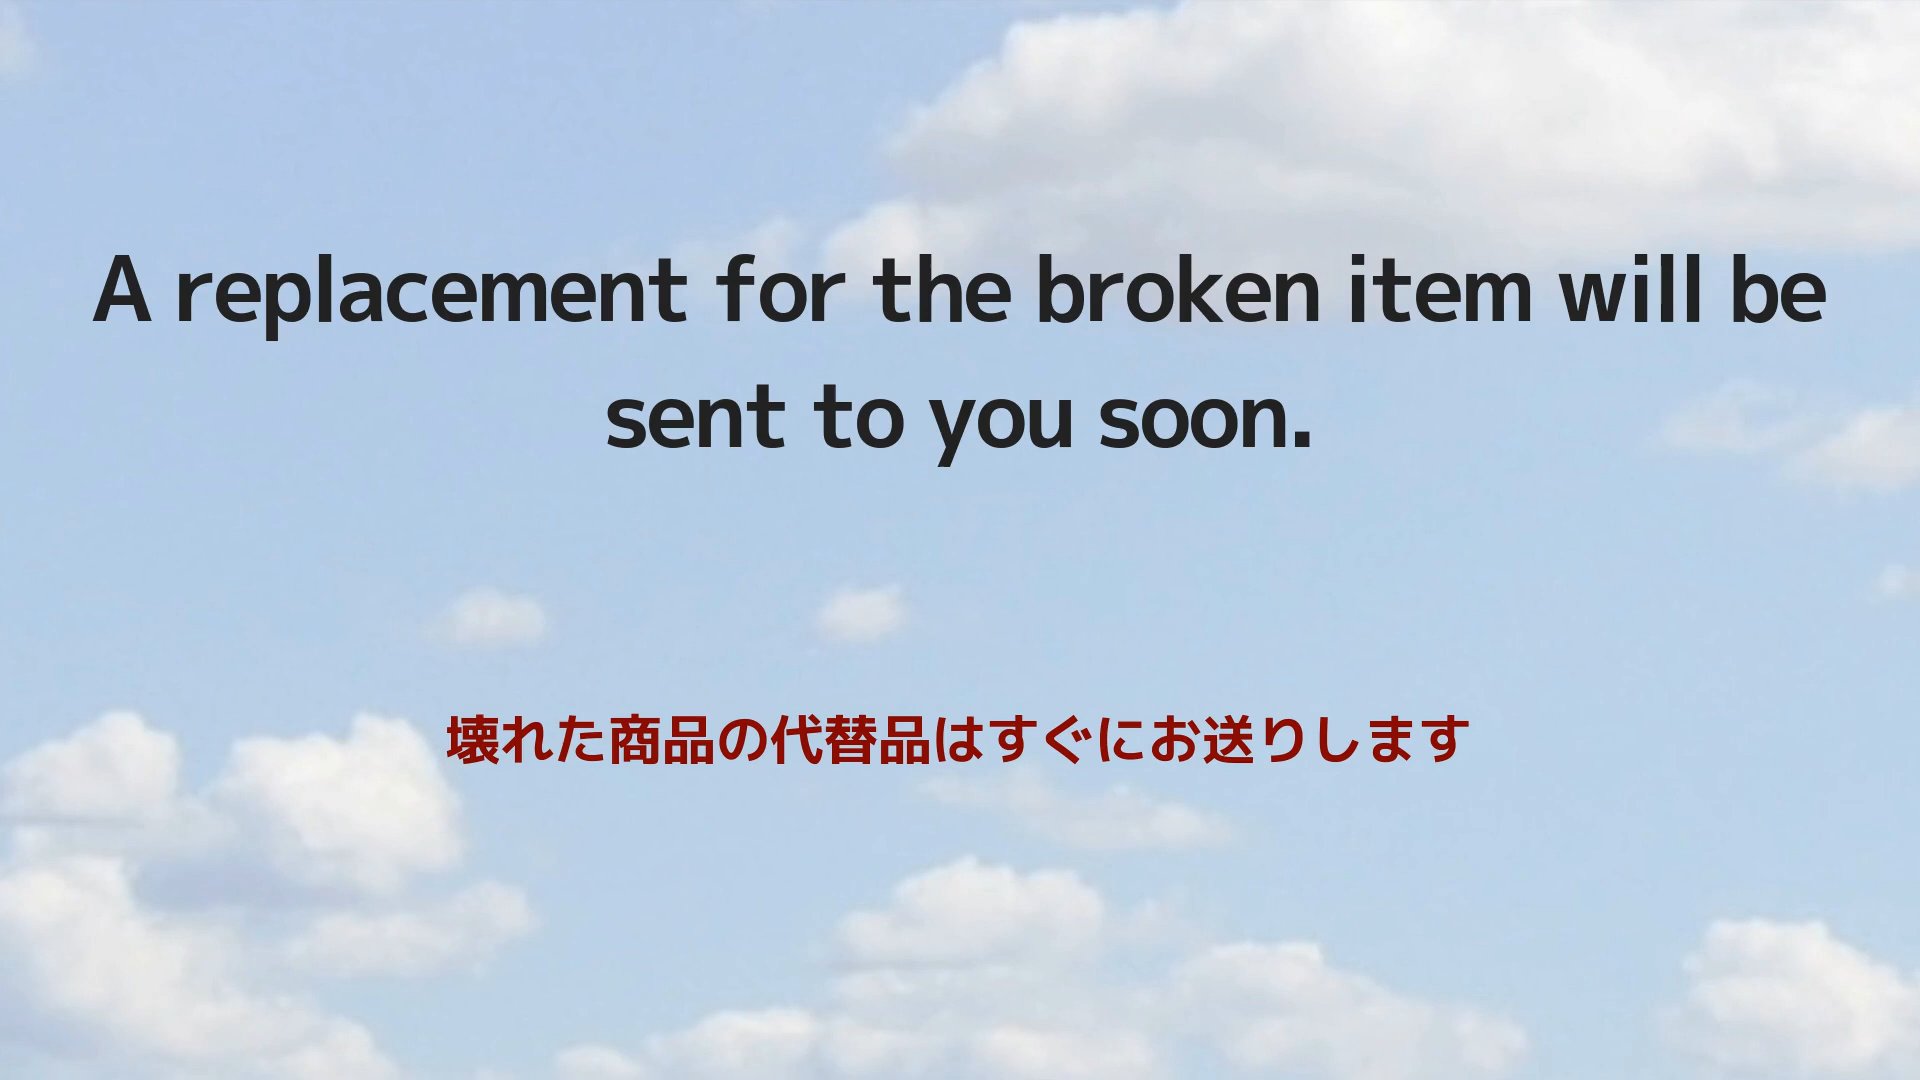 A replacement for the broken item will be
sent to you soon.
壊れた商品の代替品はすぐにお送りします